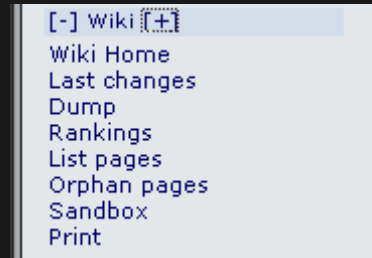 [-] Wiki [+]
Wiki Home
Last changes
Dump
Rankings
List pages
Orphan pages
Sandbox
Print